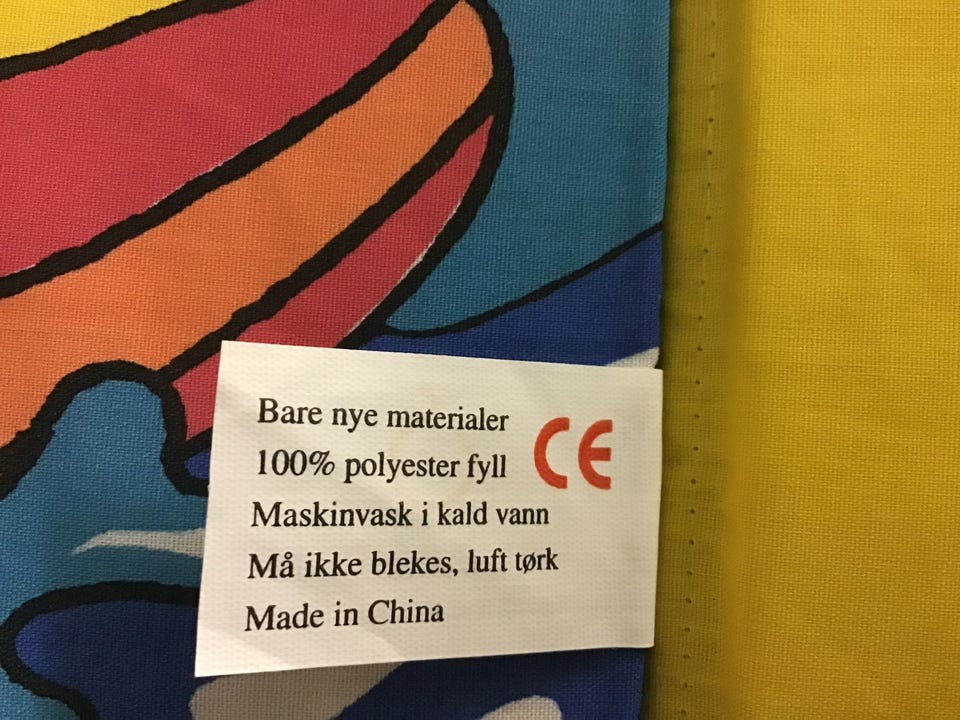 Bare nye materialer
100% polyester fyll
CE
Maskinvask i kald vann
Må ikke blekes, luft tørk
Made in China